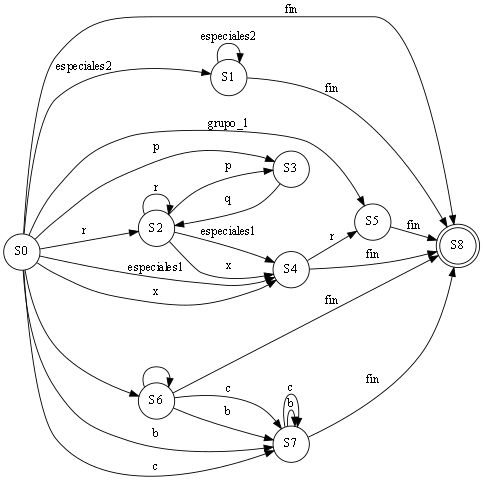 fin
especiales2
especiales2
S1
fin
grupo_1
p
p
S3
r
q
S5
fin
r
S2
especiales1
r
S8
S0
x
S4
fin
especiales1
x
fin
S6
c
fin
b
c
b
S7
b
c